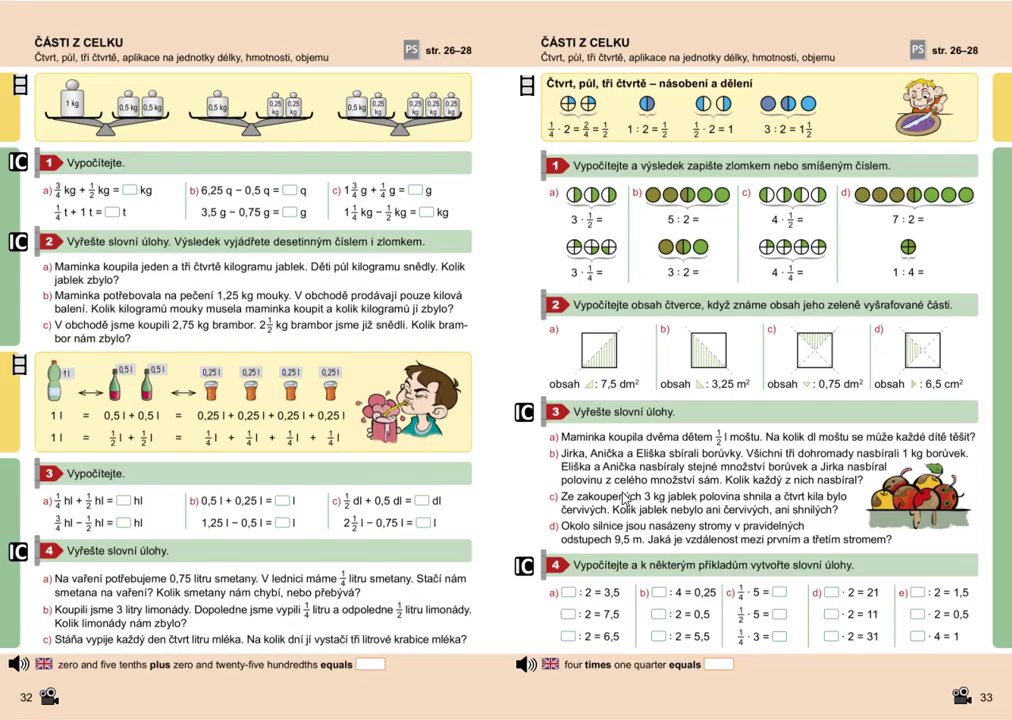 ČÁSTI Z CELKU
Čtvrt, půl, tři čtvrtě, aplikace na jednotky délky, hmotnosti, objemu
PS str. 26–28
1 kg 0,5 kg 0,5 kg 0,5 kg 0,25 kg 0,25 kg 0,5 kg 0,25 kg 0,25 kg 0,25 kg 0,25 kg
IC 1 Vypočítejte.
a) 3/4 kg + 1/2 kg = kg b) 6,25 q − 0,5 q = q c) 1 3/4 g + 1/4 g = g
1/4 t + 1 t = t 3,5 g − 0,75 g = g 1 1/4 kg − 1/2 kg = kg
IC 2 Vyřešte slovní úlohy. Výsledek vyjádřete desetinným číslem i zlomkem.
a) Maminka koupila jeden a tři čtvrtě kilogramu jablek. Děti půl kilogramu snědly. Kolik
jablek zbylo?
b) Maminka potřebovala na pečení 1,25 kg mouky. V obchodě prodávají pouze kilová
balení. Kolik kilogramů mouky musela maminka koupit a kolik kilogramů jí zbylo?
c) V obchodě jsme koupili 2,75 kg brambor. 2 1/2 kg brambor jsme již snědli. Kolik bram-
bor nám zbylo?
1 l 0,5 l 0,5 l 0,25 l 0,25 l 0,25 l 0,25 l
1 l = 0,5 l + 0,5 l = 0,25 l + 0,25 l + 0,25 l + 0,25 l
1 l = 1/2 l + 1/2 l = 1/4 l + 1/4 l + 1/4 l + 1/4 l
3 Vypočítejte.
a) 1/4 hl + 1/2 hl = hl b) 0,5 l + 0,25 l = l c) 1/2 dl + 0,5 dl = dl
3/4 hl − 1/2 hl = hl 1,25 l − 0,5 l = l 2 1/2 l − 0,75 l = l
IC 4 Vyřešte slovní úlohy.
a) Na vaření potřebujeme 0,75 litru smetany. V lednici máme 1/4 litru smetany. Stačí nám
smetana na vaření? Kolik smetany nám chybí, nebo přebývá?
b) Koupili jsme 3 litry limonády. Dopoledne jsme vypili 1/4 litru a odpoledne 1/2 litru limonády.
Kolik limonády nám zbylo?
c) Stáňa vypije každý den čtvrt litru mléka. Na kolik dní jí vystačí tři litrové krabice mléka?
zero and five tenths plus zero and twenty-five hundredths equals
32
ČÁSTI Z CELKU
Čtvrt, půl, tři čtvrtě, aplikace na jednotky délky, hmotnosti, objemu
PS str. 26–28
Čtvrt, půl, tři čtvrtě – násobení a dělení
1/4 · 2 = 2/4 = 1/2 1 : 2 = 1/2 1/2 · 2 = 1 3 : 2 = 1 1/2
1 Vypočítejte a výsledek zapište zlomkem nebo smíšeným číslem.
a) b) c) d)
3 · 1/2 = 5 : 2 = 4 · 1/2 = 7 : 2 =
3 · 1/4 = 3 : 2 = 4 · 1/4 = 1 : 4 =
2 Vypočítejte obsah čtverce, když známe obsah jeho zeleně vyšrafované části.
a) b) c) d)
obsah : 7,5 dm² obsah : 3,25 m² obsah : 0,75 dm² obsah : 6,5 cm²
IC 3 Vyřešte slovní úlohy.
a) Maminka koupila dvěma dětem 1/2 l moštu. Na kolik dl moštu se může každé dítě těšit?
b) Jirka, Anička a Eliška sbírali borůvky. Všichni tři dohromady nasbírali 1 kg borůvek.
Eliška a Anička nasbíraly stejné množství borůvek a Jirka nasbíral
polovinu z celého množství sám. Kolik každý z nich nasbíral?
c) Ze zakoupených 3 kg jablek polovina shnila a čtvrt kila bylo
červivých. Kolik jablek nebylo ani červivých, ani shnilých?
d) Okolo silnice jsou nasázeny stromy v pravidelných
odstupech 9,5 m. Jaká je vzdálenost mezi prvním a třetím stromem?
IC 4 Vypočítejte a k některým příkladům vytvořte slovní úlohy.
a) : 2 = 3,5 b) : 4 = 0,25 c) 1/4 · 5 = d) · 2 = 21 e) : 2 = 1,5
: 2 = 7,5 : 2 = 0,5 1/2 · 5 = · 2 = 11 · 2 = 0,5
: 2 = 6,5 : 2 = 5,5 1/4 · 3 = · 2 = 31 · 4 = 1
four times one quarter equals
33